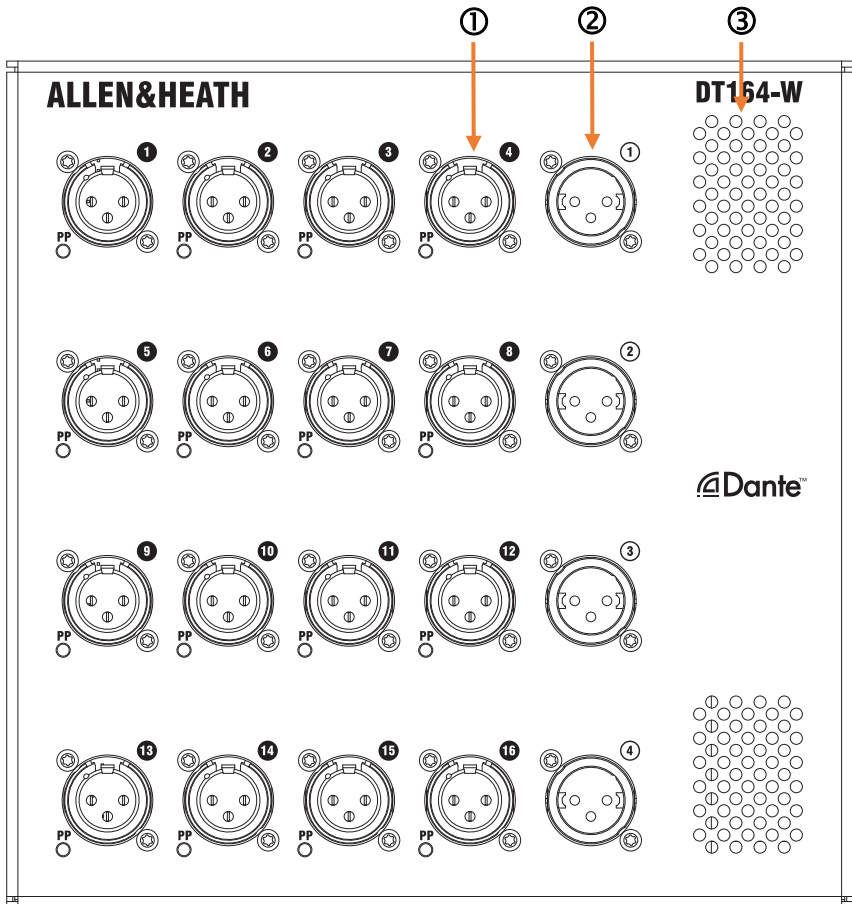 ① ② ③
ALLEN&HEATH DT164-W
1 2 3 4 1
PP PP PP PP
5 6 7 8 2
PP PP PP PP
Dante™
9 10 11 12 3
PP PP PP PP
13 14 15 16 4
PP PP PP PP